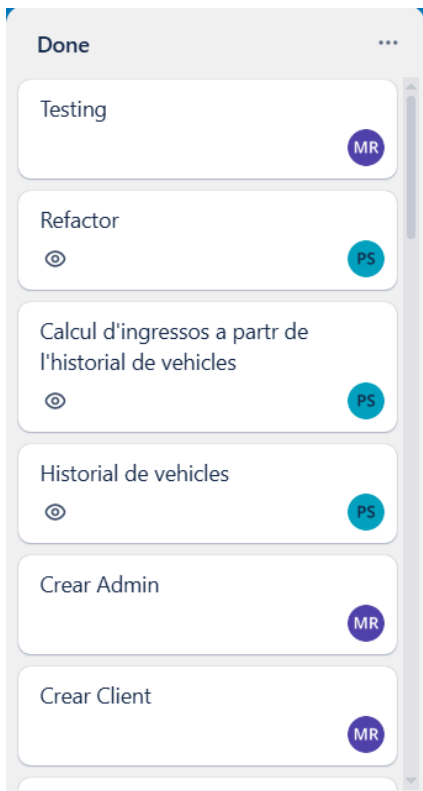 Done
Testing
MR
Refactor
PS
Calcul d'ingressos a partr de
l'historial de vehicles
PS
Historial de vehicles
PS
Crear Admin
MR
Crear Client
MR